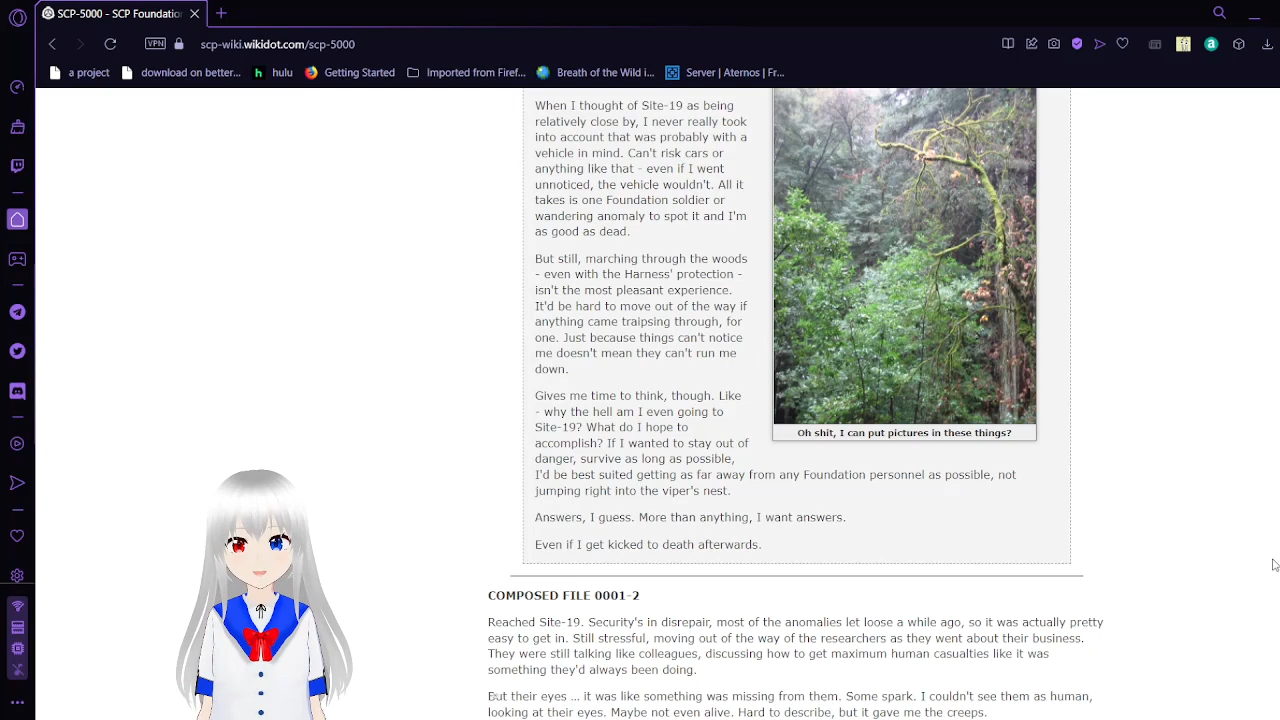 SCP-5000 - SCP Foundation
VPN
scp-wiki.wikidot.com/scp-5000
a project
download on better...
hulu
Getting Started
Imported from Firef...
Breath of the Wild i...
Server | Aternos | Fr...
When I thought of Site-19 as being
relatively close by, I never really took
into account that was probably with a
vehicle in mind. Can't risk cars or
anything like that - even if I went
unnoticed, the vehicle wouldn't. All it
takes is one Foundation soldier or
wandering anomaly to spot it and I'm
as good as dead.
But still, marching through the woods
- even with the Harness' protection -
isn't the most pleasant experience.
It'd be hard to move out of the way if
anything came traipsing through, for
one. Just because things can't notice
me doesn't mean they can't run me
down.
Gives me time to think, though. Like
- why the hell am I even going to
Site-19? What do I hope to
accomplish? If I wanted to stay out of
danger, survive as long as possible,
I'd be best suited getting as far away from any Foundation personnel as possible, not
jumping right into the viper's nest.
Oh shit, I can put pictures in these things?
Answers, I guess. More than anything, I want answers.
Even if I get kicked to death afterwards.
COMPOSED FILE 0001-2
Reached Site-19. Security's in disrepair, most of the anomalies let loose a while ago, so it was actually pretty
easy to get in. Still stressful, moving out of the way of the researchers as they went about their business.
They were still talking like colleagues, discussing how to get maximum human casualties like it was
something they'd always been doing.
But their eyes ... it was like something was missing from them. Some spark. I couldn't see them as human,
looking at their eyes. Maybe not even alive. Hard to describe, but it gave me the creeps.